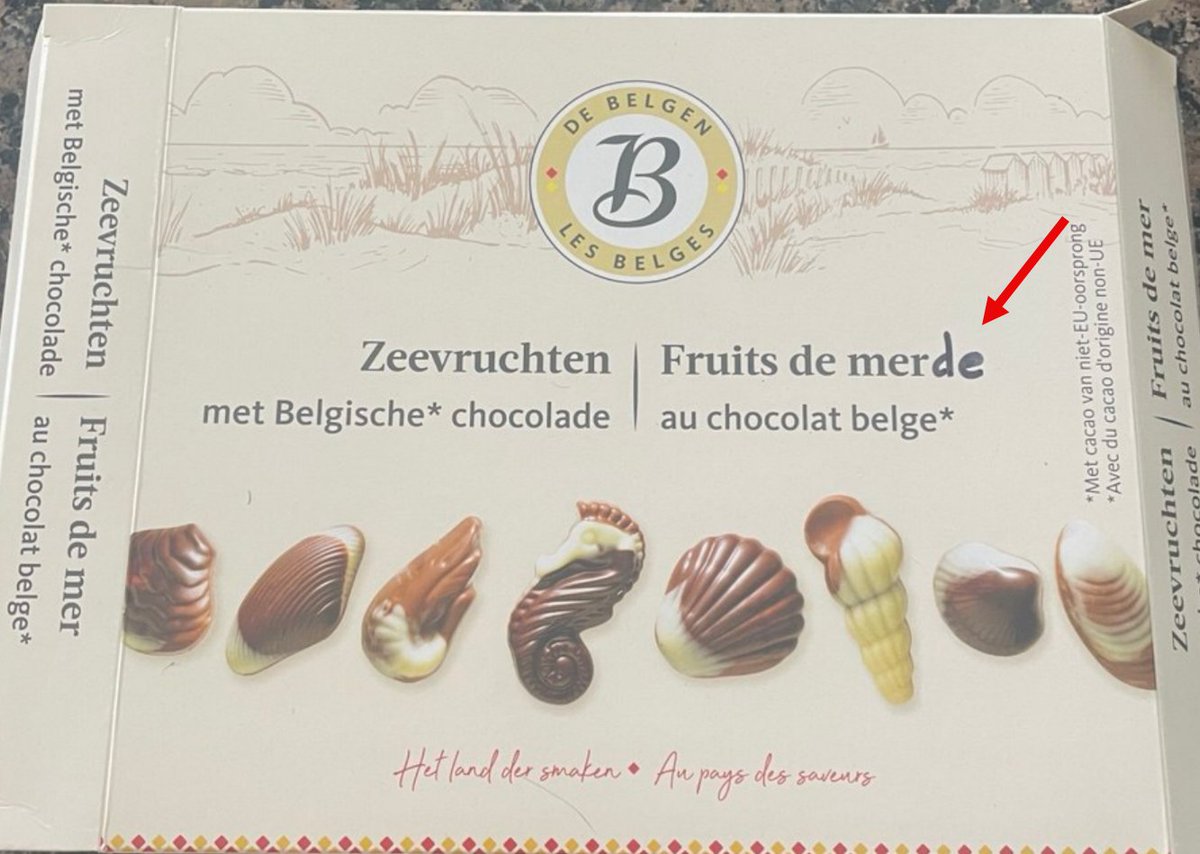 Zeevruchten
met Belgische* chocolade
Fruits de mer
au chocolat belge*
DE BELGEN
B
LES BELGES
Zeevruchten
met Belgische* chocolade
Fruits de merde
au chocolat belge*
*Met cacao van niet-EU-oorsprong
*Avec du cacao d'origine non-UE
Het land der smaken • Au pays des saveurs
Fruits de mer
au chocolat belge*
Zeevruchten
chocolade